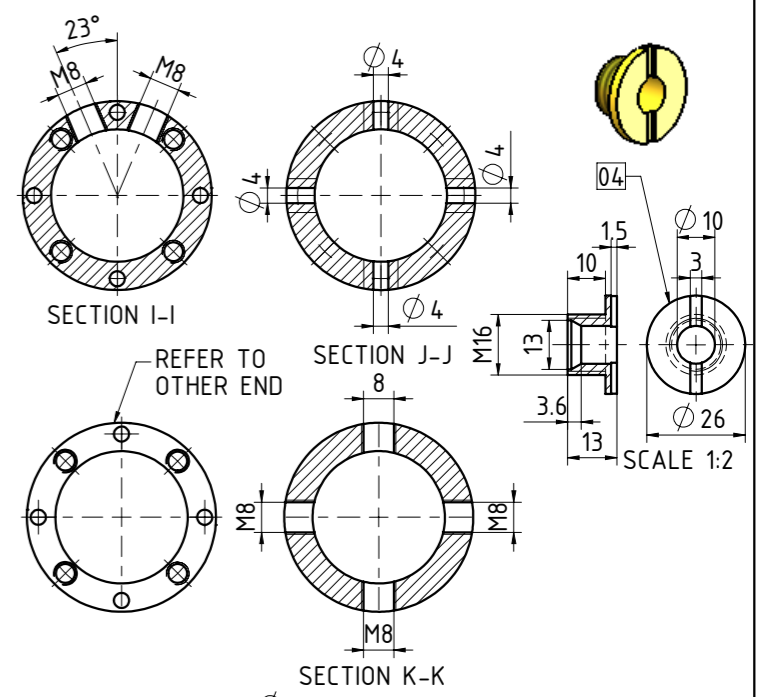 23°
M8
M8
SECTION I-I
∅ 4
∅ 4
∅ 4
∅ 4
SECTION J-J
04
∅ 10
1.5
3
10
M16
13
3.6
13
∅ 26
SCALE 1:2
REFER TO
OTHER END
8
M8
M8
M8
SECTION K-K